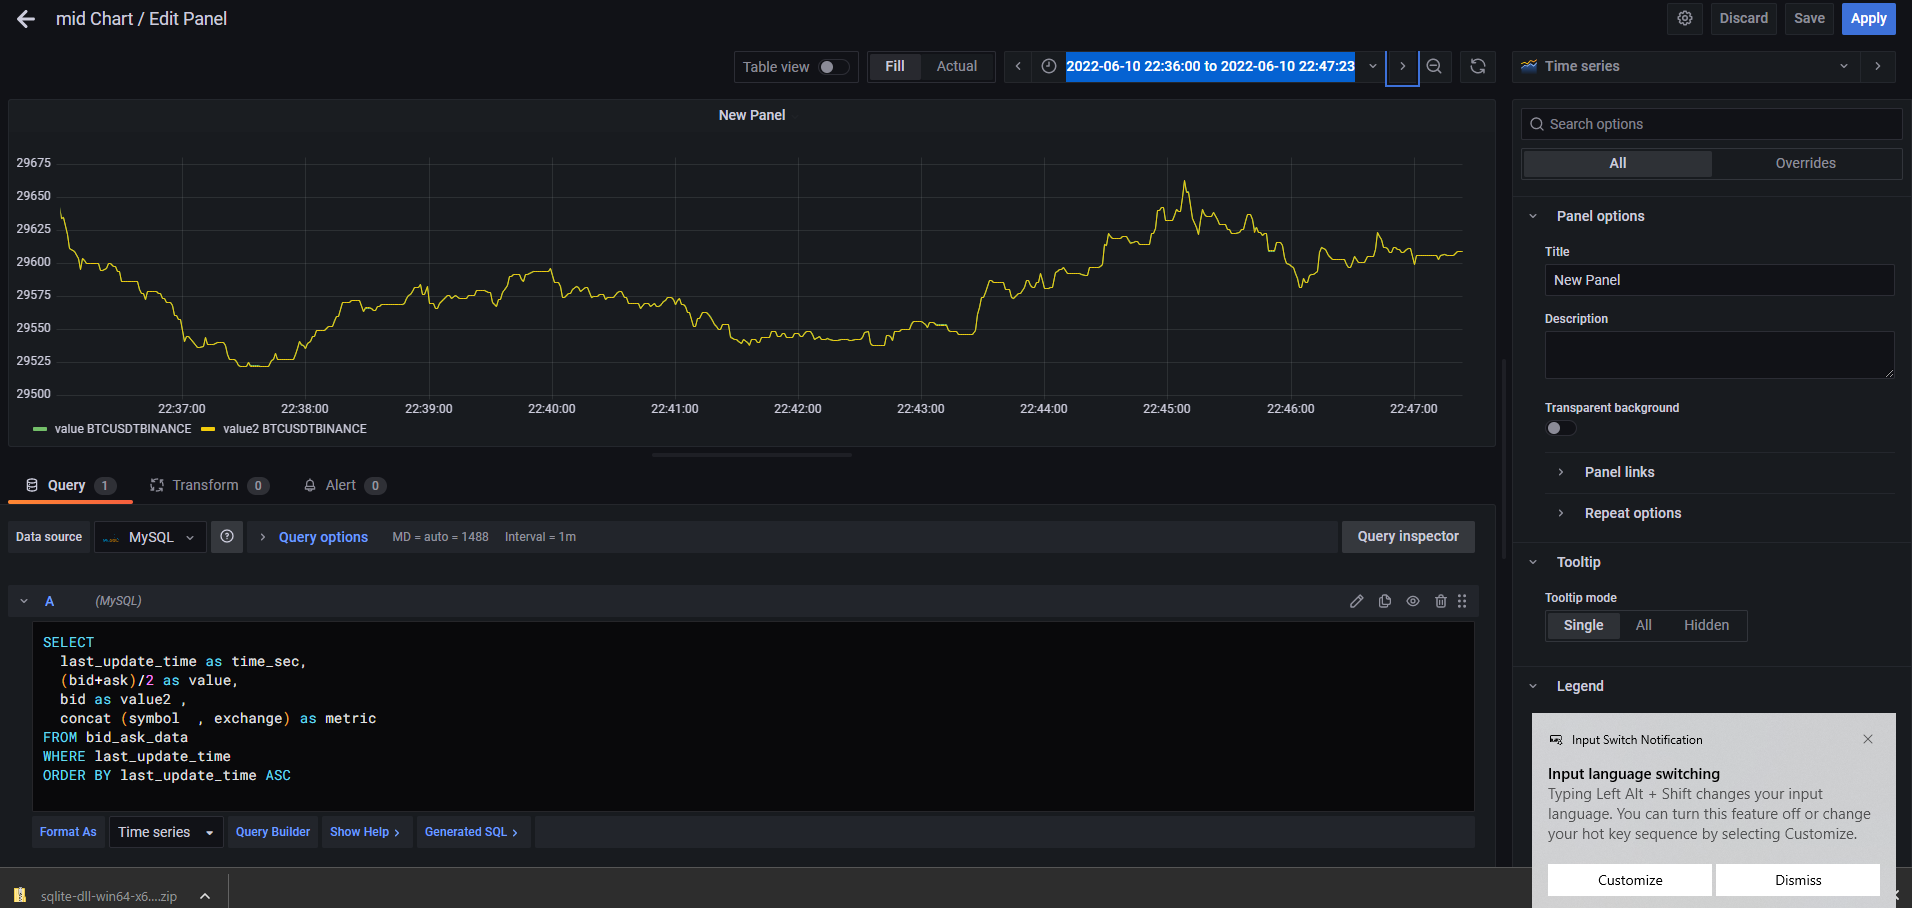 mid Chart / Edit Panel
Discard
Save
Apply
Table view
Fill
Actual
2022-06-10 22:36:00 to 2022-06-10 22:47:23
Time series
New Panel
29675
29650
29625
29600
29575
29550
29525
29500
22:37:00
22:38:00
22:39:00
22:40:00
22:41:00
22:42:00
22:43:00
22:44:00
22:45:00
22:46:00
22:47:00
value BTCUSDTBINANCE
value2 BTCUSDTBINANCE
Search options
All
Overrides
Panel options
Title
New Panel
Description
Transparent background
Panel links
Repeat options
Tooltip
Tooltip mode
Single
All
Hidden
Legend
Query 1
Transform 0
Alert 0
Data source
MySQL
Query options
MD = auto = 1488
Interval = 1m
Query inspector
A
(MySQL)
SELECT
last_update_time as time_sec,
(bid+ask)/2 as value,
bid as value2 ,
concat (symbol  , exchange) as metric
FROM bid_ask_data
WHERE last_update_time
ORDER BY last_update_time ASC
Format As
Time series
Query Builder
Show Help
Generated SQL
Input Switch Notification
Input language switching
Typing Left Alt + Shift changes your input
language. You can turn this feature off or change
your hot key sequence by selecting Customize.
Customize
Dismiss
sqlite-dll-win64-x6....zip